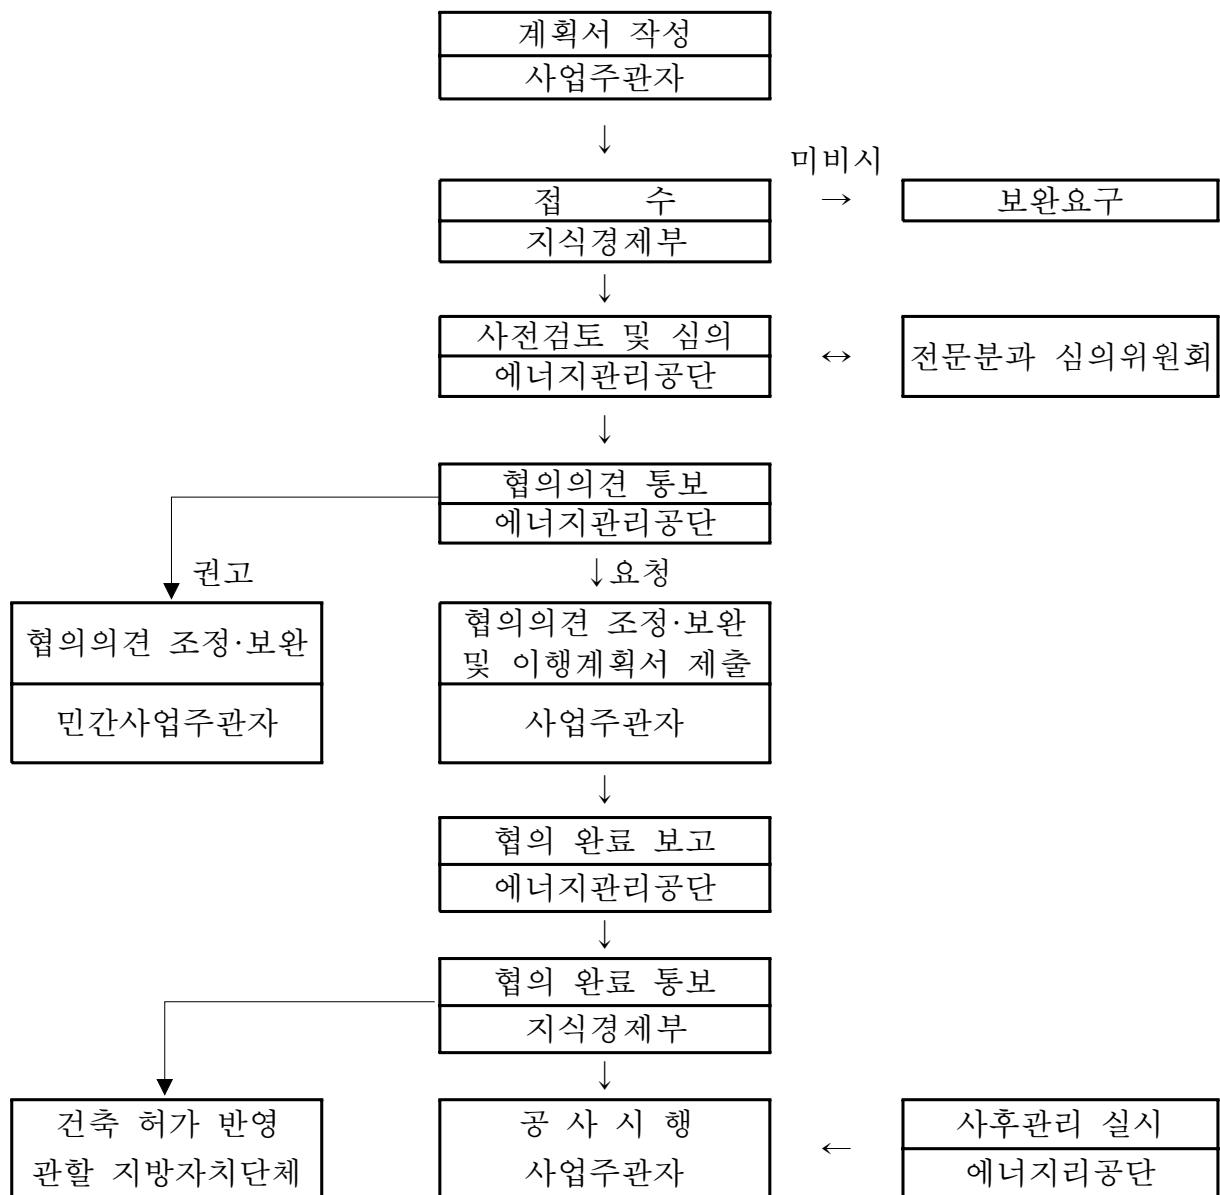 계획서 작성
사업주관자
↓
미비시
접 수
→
보완요구
지식경제부
↓
사전검토 및 심의
에너지관리공단
↔
전문분과 심의위원회
↓
협의의견 통보
에너지관리공단
권고
↓요청
협의의견 조정·보완
민간사업주관자
협의의견 조정·보완
및 이행계획서 제출
사업주관자
↓
협의 완료 보고
에너지관리공단
↓
협의 완료 통보
지식경제부
↓
건축 허가 반영
관할 지방자치단체
공 사 시 행
사업주관자
←
사후관리 실시
에너지리공단